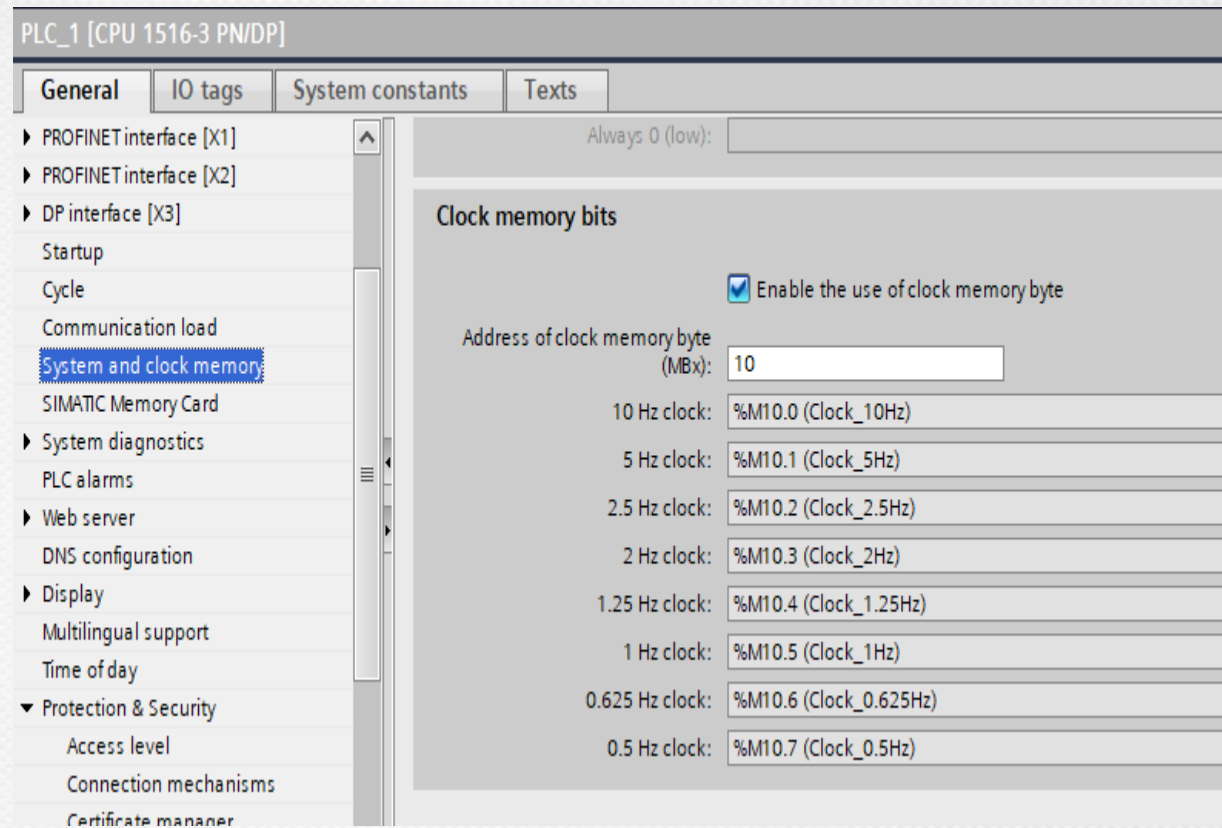 PLC_1 [CPU 1516-3 PN/DP]
General IO tags System constants Texts
PROFINET interface [X1]
PROFINET interface [X2]
DP interface [X3]
Startup
Cycle
Communication load
System and clock memory
SIMATIC Memory Card
System diagnostics
PLC alarms
Web server
DNS configuration
Display
Multilingual support
Time of day
Protection & Security
Access level
Connection mechanisms
Certificate manager
Always 0 (low):
Clock memory bits
Enable the use of clock memory byte
Address of clock memory byte
(MBx): 10
10 Hz clock: %M10.0 (Clock_10Hz)
5 Hz clock: %M10.1 (Clock_5Hz)
2.5 Hz clock: %M10.2 (Clock_2.5Hz)
2 Hz clock: %M10.3 (Clock_2Hz)
1.25 Hz clock: %M10.4 (Clock_1.25Hz)
1 Hz clock: %M10.5 (Clock_1Hz)
0.625 Hz clock: %M10.6 (Clock_0.625Hz)
0.5 Hz clock: %M10.7 (Clock_0.5Hz)